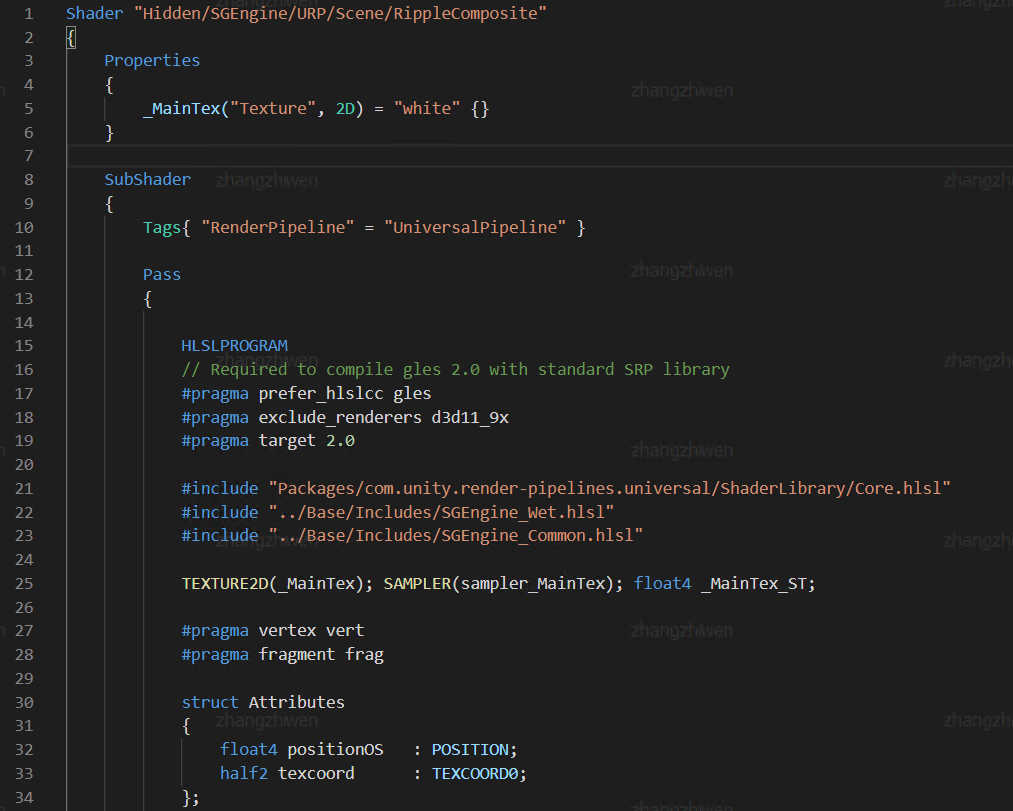 1 Shader "Hidden/SGEngine/URP/Scene/RippleComposite"
2 {
3 Properties
4 {
5 _MainTex("Texture", 2D) = "white" {}
6 }
7
8 SubShader
9 {
10 Tags{ "RenderPipeline" = "UniversalPipeline" }
11
12 Pass
13 {
14
15 HLSLPROGRAM
16 // Required to compile gles 2.0 with standard SRP library
17 #pragma prefer_hlslcc gles
18 #pragma exclude_renderers d3d11_9x
19 #pragma target 2.0
20
21 #include "Packages/com.unity.render-pipelines.universal/ShaderLibrary/Core.hlsl"
22 #include "../Base/Includes/SGEngine_Wet.hlsl"
23 #include "../Base/Includes/SGEngine_Common.hlsl"
24
25 TEXTURE2D(_MainTex); SAMPLER(sampler_MainTex); float4 _MainTex_ST;
26
27 #pragma vertex vert
28 #pragma fragment frag
29
30 struct Attributes
31 {
32 float4 positionOS : POSITION;
33 half2 texcoord : TEXCOORD0;
34 };